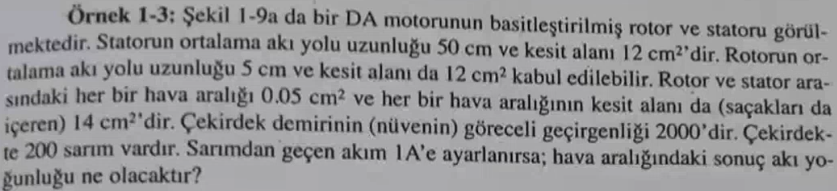 Örnek 1-3: Şekil 1-9a da bir DA motorunun basitleştirilmiş rotor ve statoru görül-
mektedir. Statorun ortalama akı yolu uzunluğu 50 cm ve kesit alanı 12 cm²'dir. Rotorun or-
talama akı yolu uzunluğu 5 cm ve kesit alanı da 12 cm² kabul edilebilir. Rotor ve stator ara-
sındaki her bir hava aralığı 0.05 cm² ve her bir hava aralığının kesit alanı da (saçakları da
içeren) 14 cm²'dir. Çekirdek demirinin (nüvenin) göreceli geçirgenliği 2000'dir. Çekirdek-
te 200 sarım vardır. Sarımdan geçen akım 1A'e ayarlanırsa; hava aralığındaki sonuç akı yo-
ğunluğu ne olacaktır?